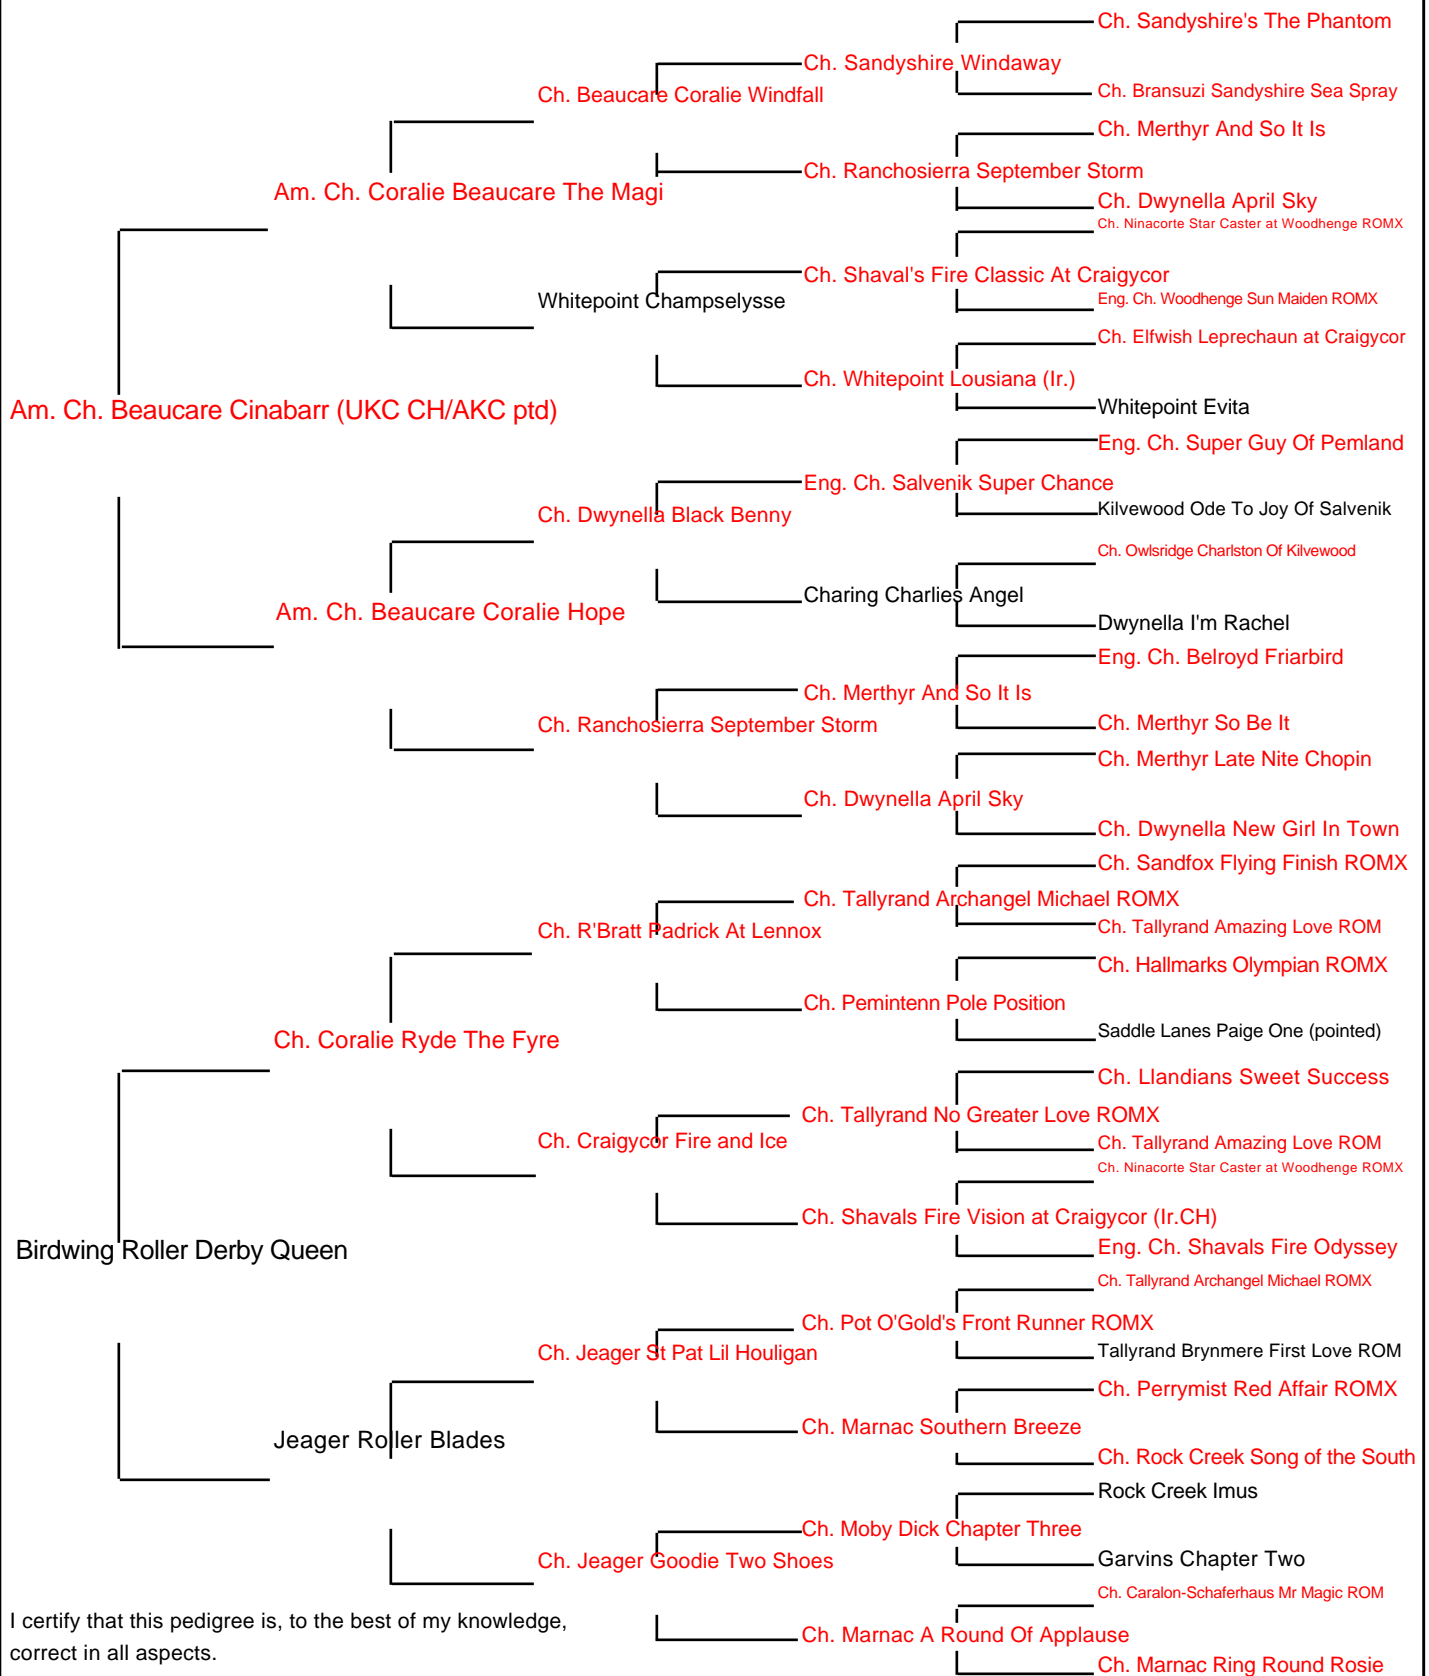 Ch. Sandyshire's The Phantom
Ch. Sandyshire Windaway
Ch. Bransuzi Sandyshire Sea Spray
Ch. Beaucare Coralie Windfall
Ch. Merthyr And So It Is
Ch. Ranchosierra September Storm
Ch. Dwynella April Sky
Am. Ch. Coralie Beaucare The Magi
Ch. Ninacorte Star Caster at Woodhenge ROMX
Ch. Shaval's Fire Classic At Craigycor
Eng. Ch. Woodhenge Sun Maiden ROMX
Whitepoint Champselysse
Ch. Elfwish Leprechaun at Craigycor
Ch. Whitepoint Lousiana (Ir.)
Whitepoint Evita
Am. Ch. Beaucare Cinabarr (UKC CH/AKC ptd)
Eng. Ch. Super Guy Of Pemland
Eng. Ch. Salvenik Super Chance
Kilvewood Ode To Joy Of Salvenik
Ch. Dwynella Black Benny
Ch. Owlsridge Charlston Of Kilvewood
Charing Charlies Angel
Dwynella I'm Rachel
Am. Ch. Beaucare Coralie Hope
Eng. Ch. Belroyd Friarbird
Ch. Merthyr And So It Is
Ch. Merthyr So Be It
Ch. Ranchosierra September Storm
Ch. Merthyr Late Nite Chopin
Ch. Dwynella April Sky
Ch. Dwynella New Girl In Town
Ch. Sandfox Flying Finish ROMX
Ch. Tallyrand Archangel Michael ROMX
Ch. Tallyrand Amazing Love ROM
Ch. R'Bratt Padrick At Lennox
Ch. Hallmarks Olympian ROMX
Ch. Pemintenn Pole Position
Saddle Lanes Paige One (pointed)
Ch. Coralie Ryde The Fyre
Ch. Llandians Sweet Success
Ch. Tallyrand No Greater Love ROMX
Ch. Tallyrand Amazing Love ROM
Ch. Craigycor Fire and Ice
Ch. Ninacorte Star Caster at Woodhenge ROMX
Ch. Shavals Fire Vision at Craigycor (Ir.CH)
Eng. Ch. Shavals Fire Odyssey
Birdwing Roller Derby Queen
Ch. Tallyrand Archangel Michael ROMX
Ch. Pot O'Gold's Front Runner ROMX
Tallyrand Brynmere First Love ROM
Ch. Jeager St Pat Lil Houligan
Ch. Perrymist Red Affair ROMX
Ch. Marnac Southern Breeze
Ch. Rock Creek Song of the South
Jeager Roller Blades
Rock Creek Imus
Ch. Moby Dick Chapter Three
Garvins Chapter Two
Ch. Jeager Goodie Two Shoes
Ch. Caralon-Schaferhaus Mr Magic ROM
Ch. Marnac A Round Of Applause
Ch. Marnac Ring Round Rosie
I certify that this pedigree is, to the best of my knowledge,
correct in all aspects.